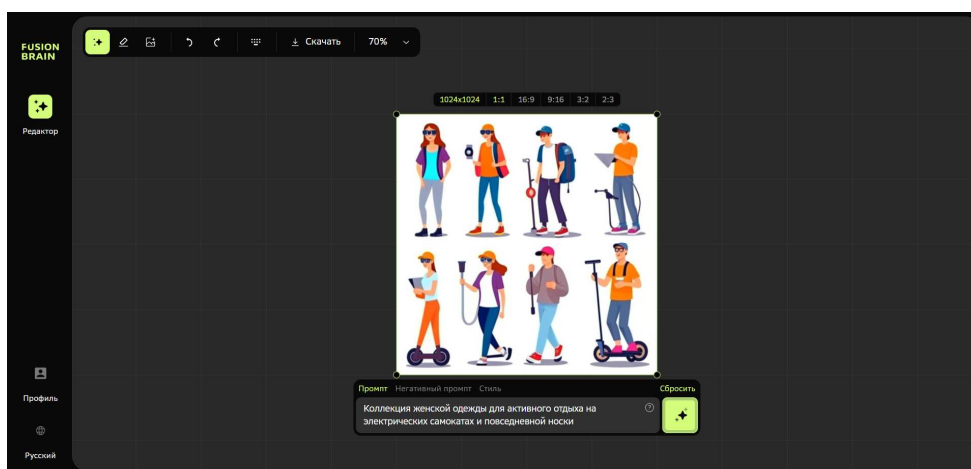 FUSION
BRAIN
Скачать
70%
Редактор
1024x1024 1:1 16:9 9:16 3:2 2:3
Промпт Негативный промпт Стиль Сбросить
Коллекция женской одежды для активного отдыха на
электрических самокатах и повседневной носки
Профиль
Русский